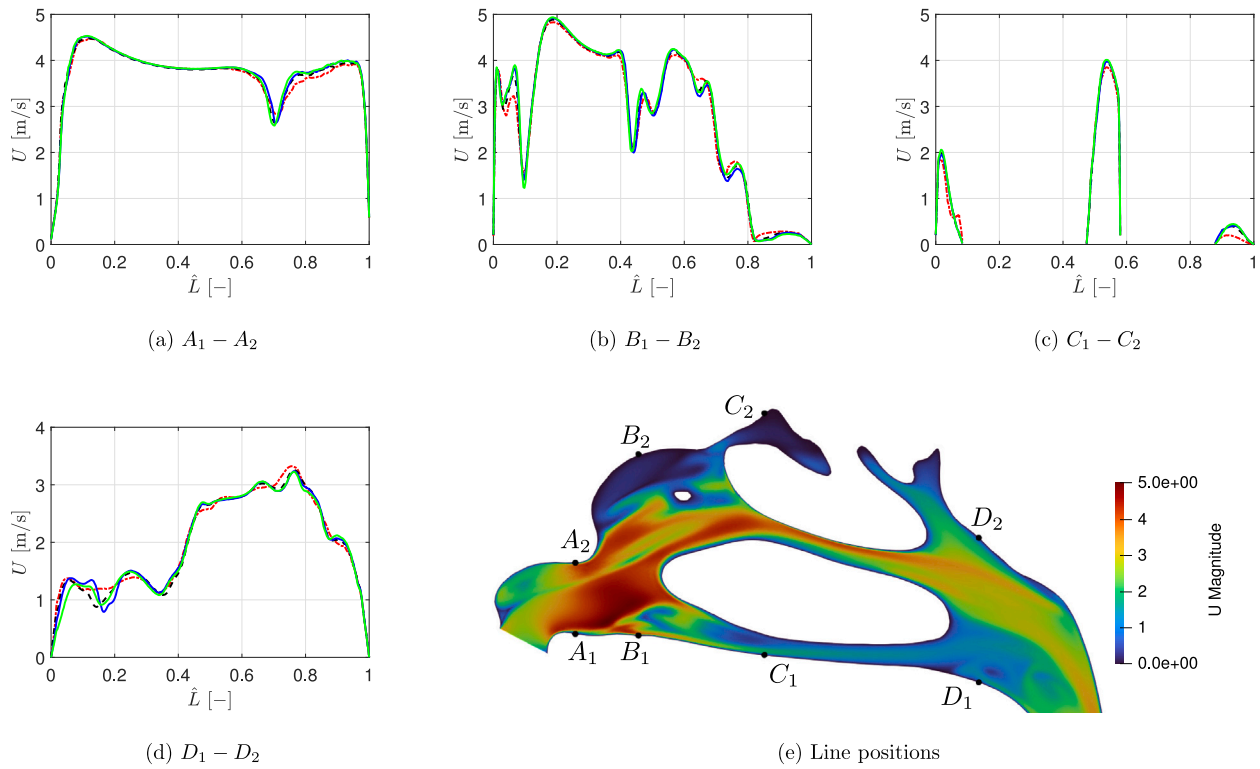 5
4
3
2
1
0
U [m/s]
0 0.2 0.4 0.6 0.8 1
L̂ [−]
(a) A₁ − A₂
5
4
3
2
1
0
U [m/s]
0 0.2 0.4 0.6 0.8 1
L̂ [−]
(b) B₁ − B₂
5
4
3
2
1
0
U [m/s]
0 0.2 0.4 0.6 0.8 1
L̂ [−]
(c) C₁ − C₂
4
3
2
1
0
U [m/s]
0 0.2 0.4 0.6 0.8 1
L̂ [−]
(d) D₁ − D₂
C₂
B₂
A₂
D₂
A₁
B₁
C₁
D₁
5.0e+00
4
3
2
1
0.0e+00
U Magnitude
(e) Line positions